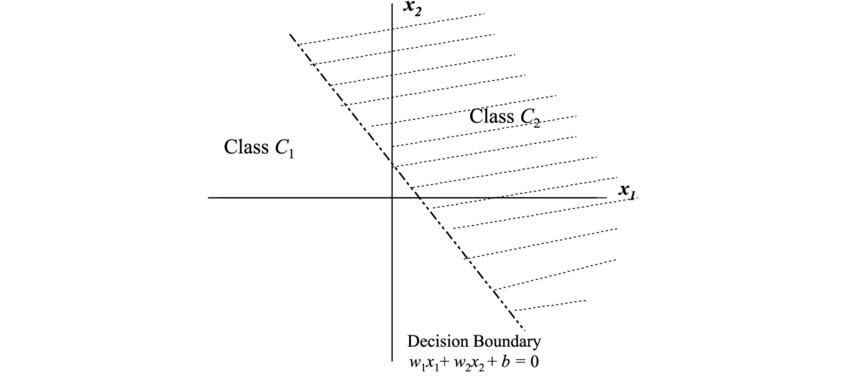 x₂
Class C₂
Class C₁
x₁
Decision Boundary
w₁x₁+ w₂x₂ + b = 0